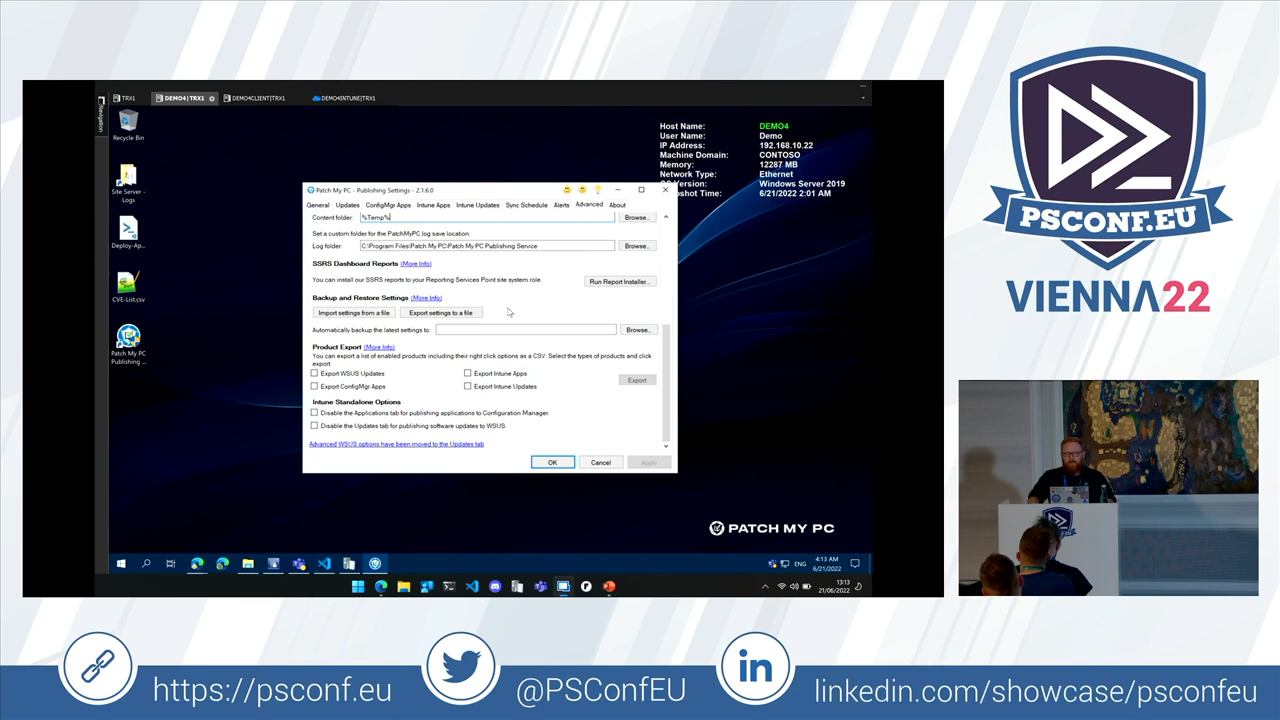 TRX1
DEMO4|TRX1
DEMO4CLIENT|TRX1
DEMO4INTUNE|TRX1
Navigation
Recycle Bin
Site Server -
Logs
Deploy-Ap...
CVE-List.csv
Patch My PC
Publishing ...
Host Name: DEMO4
User Name: Demo
IP Address: 192.168.10.22
Machine Domain: CONTOSO
Memory: 12287 MB
Network Type: Ethernet
Windows Server 2019
pshot Time: 6/21/2022 2:01 AM
Patch My PC - Publishing Settings - 2.1.6.0
General Updates ConfigMgr Apps Intune Apps Intune Updates Sync Schedule Alerts Advanced About
Content folder: %Temp% Browse..
Set a custom folder for the PatchMyPC.log save location:
Log folder: C:\Program Files\Patch My PC\Patch My PC Publishing Service Browse..
SSRS Dashboard Reports (More Info)
You can install our SSRS reports to your Reporting Services Point site system role. Run Report Installer...
Backup and Restore Settings (More Info)
Import settings from a file Export settings to a file
Automatically backup the latest settings to: Browse..
Product Export (More Info)
You can export a list of enabled products including their right click options as a CSV. Select the types of products and click
export.
Export WSUS Updates Export Intune Apps
Export ConfigMgr Apps Export Intune Updates
Export
Intune Standalone Options
Disable the Applications tab for publishing applications to Configuration Manager.
Disable the Updates tab for publishing software updates to WSUS.
Advanced WSUS options have been moved to the Updates tab
OK Cancel Apply
PATCH MY PC
ENG
4:13 AM
6/21/2022
13:13
21/06/2022
PSCONF.EU
VIENNA22
https://psconf.eu
@PSConfEU
in
linkedin.com/showcase/psconfeu